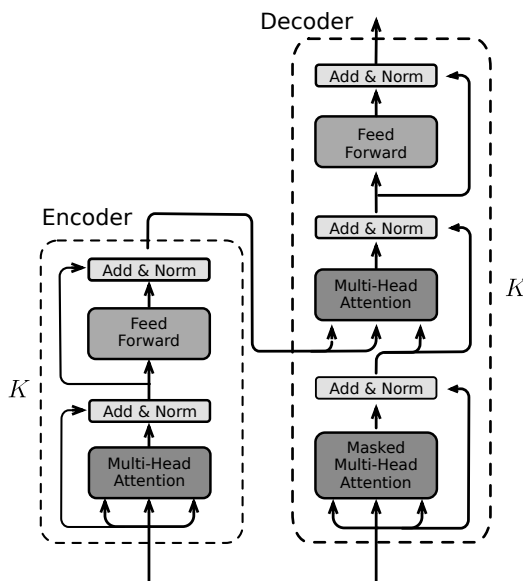 Decoder
Add & Norm
Feed
Forward
Add & Norm
Multi-Head
Attention
K
Add & Norm
Masked
Multi-Head
Attention
Encoder
Add & Norm
Feed
Forward
K
Add & Norm
Multi-Head
Attention